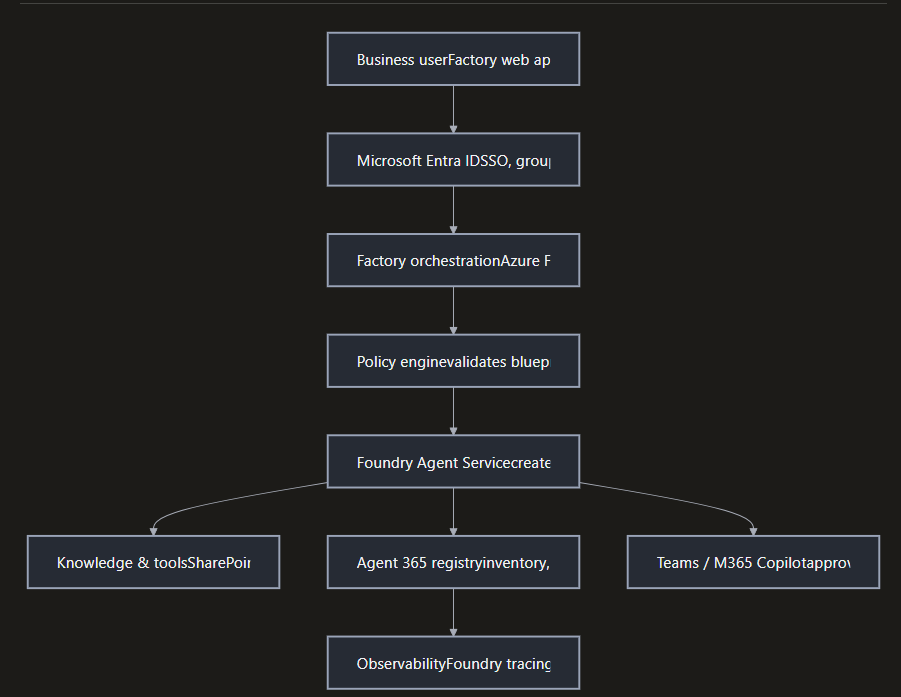 Business userFactory web ap
Microsoft Entra IDSSO, grou
Factory orchestrationAzure F
Policy enginevalidates bluep
Foundry Agent Servicecreate
Knowledge & toolsSharePoi
Agent 365 registryinventory,
Teams / M365 Copilotapprov
ObservabilityFoundry tracing